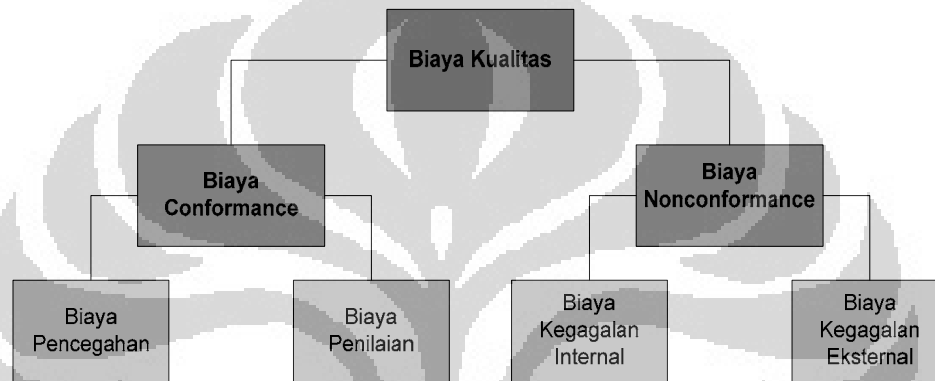 Biaya Kualitas
Biaya
Conformance
Biaya
Nonconformance
Biaya
Pencegahan
Biaya
Penilaian
Biaya
Kegagalan
Internal
Biaya
Kegagalan
Eksternal